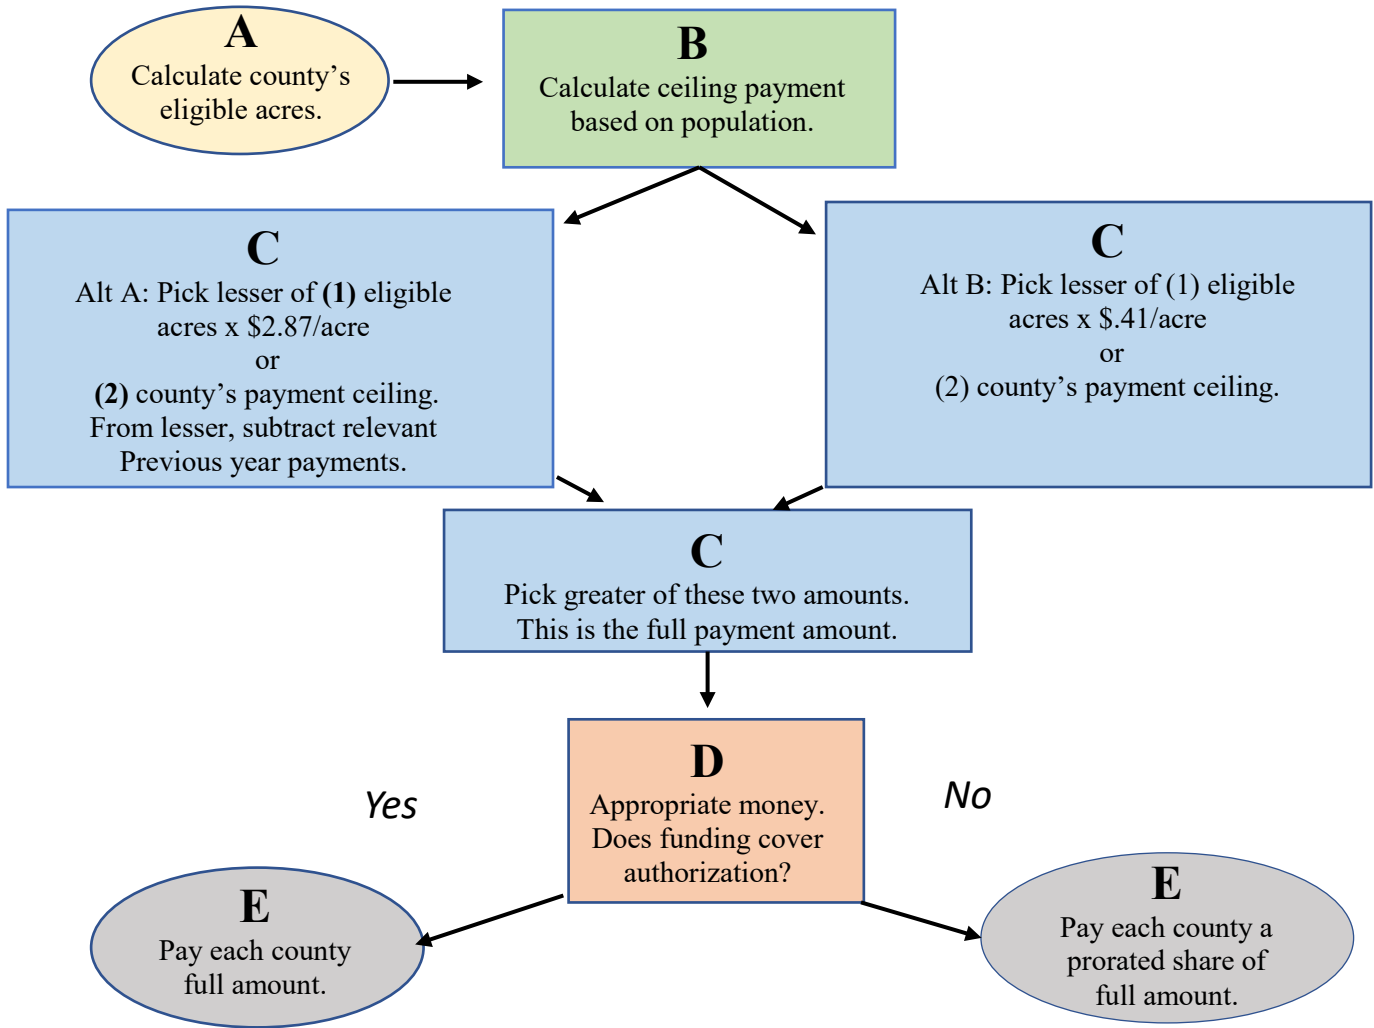 A
Calculate county’s
eligible acres.
B
Calculate ceiling payment
based on population.
C
Alt A: Pick lesser of (1) eligible
acres x $2.87/acre
or
(2) county’s payment ceiling.
From lesser, subtract relevant
Previous year payments.
C
Alt B: Pick lesser of (1) eligible
acres x $.41/acre
or
(2) county’s payment ceiling.
C
Pick greater of these two amounts.
This is the full payment amount.
D
Appropriate money.
Does funding cover
authorization?
Yes
No
E
Pay each county
full amount.
E
Pay each county a
prorated share of
full amount.